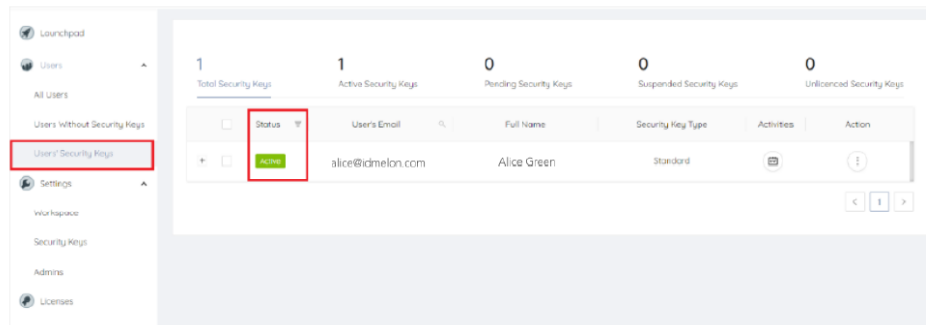 Launchpad
Users
All Users
Users Without Security Keys
Users' Security Keys
Settings
Workspace
Security Keys
Admins
Licenses
1 1 0 0 0
Total Security Keys Active Security Keys Pending Security Keys Suspended Security Keys Unlicenced Security Keys
Status User's Email Full Name Security Key Type Activities Action
+ Active alice@idmelon.com Alice Green Standard
< 1 >